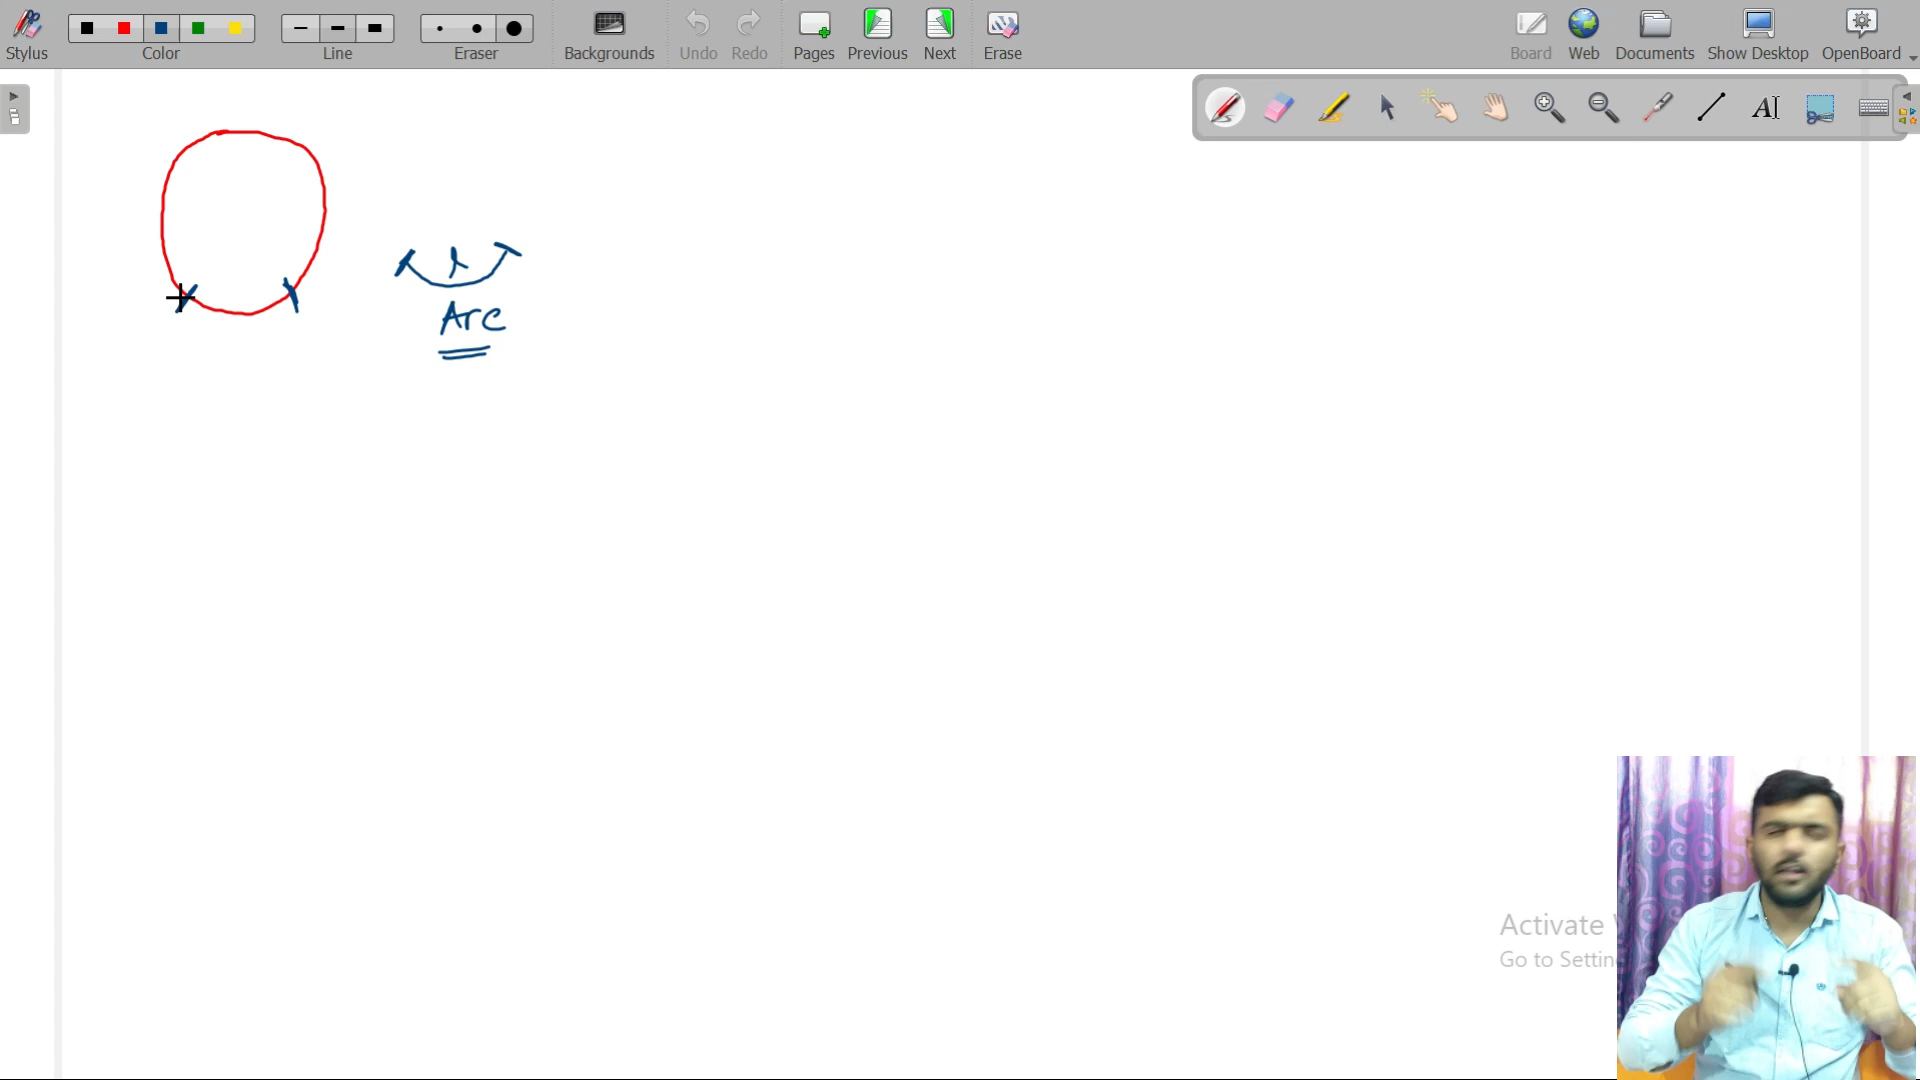 Stylus Color Line Eraser Backgrounds Undo Redo Pages Previous Next Erase Board Web Documents Show Desktop OpenBoard
A
Arc
Activate
Go to Settin